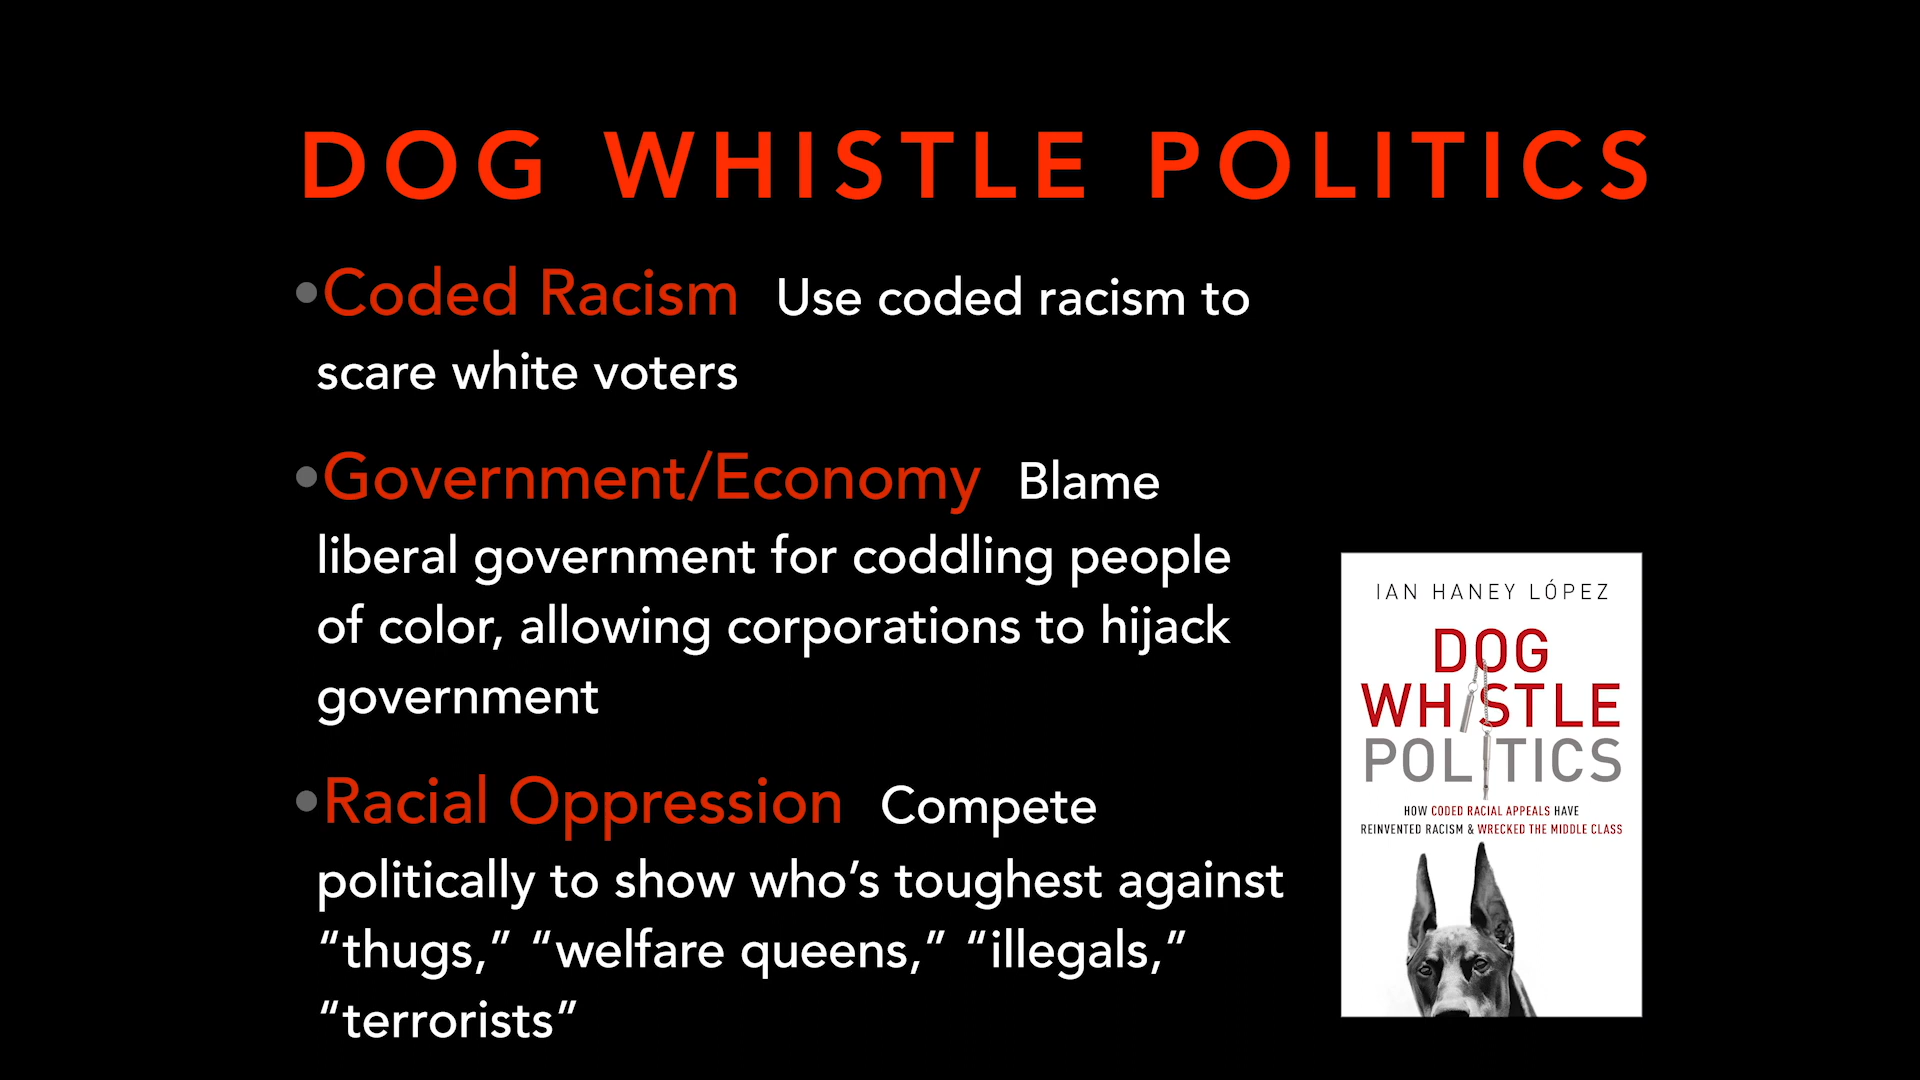 DOG WHISTLE POLITICS
•Coded Racism Use coded racism to
scare white voters
•Government/Economy Blame
liberal government for coddling people
of color, allowing corporations to hijack
government
•Racial Oppression Compete
politically to show who’s toughest against
“thugs,” “welfare queens,” “illegals,”
“terrorists”
IAN HANEY LÓPEZ
DOG
WHISTLE
POLITICS
HOW CODED RACIAL APPEALS HAVE
REINVENTED RACISM & WRECKED THE MIDDLE CLASS